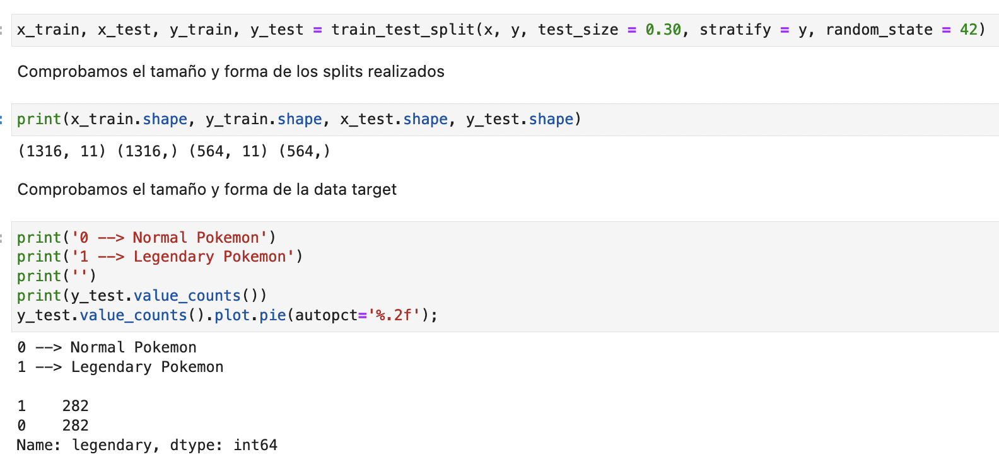 x_train, x_test, y_train, y_test = train_test_split(x, y, test_size = 0.30, stratify = y, random_state = 42)
Comprobamos el tamaño y forma de los splits realizados
print(x_train.shape, y_train.shape, x_test.shape, y_test.shape)
(1316, 11) (1316,) (564, 11) (564,)
Comprobamos el tamaño y forma de la data target
print('0 --> Normal Pokemon')
print('1 --> Legendary Pokemon')
print('')
print(y_test.value_counts())
y_test.value_counts().plot.pie(autopct='%.2f');
0 --> Normal Pokemon
1 --> Legendary Pokemon
1    282
0    282
Name: legendary, dtype: int64